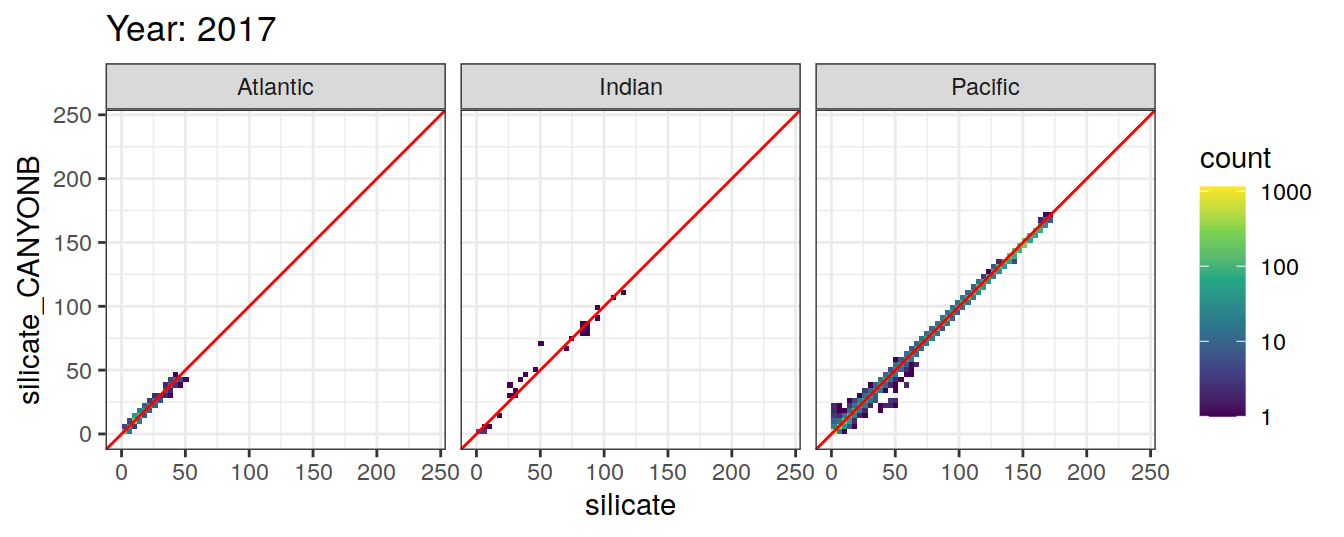 Year: 2017
Atlantic
Indian
Pacific
silicate_CANYONB
250
200
150
100
50
0
0 50 100 150 200 250
0 50 100 150 200 250
0 50 100 150 200 250
silicate
count
1000
100
10
1